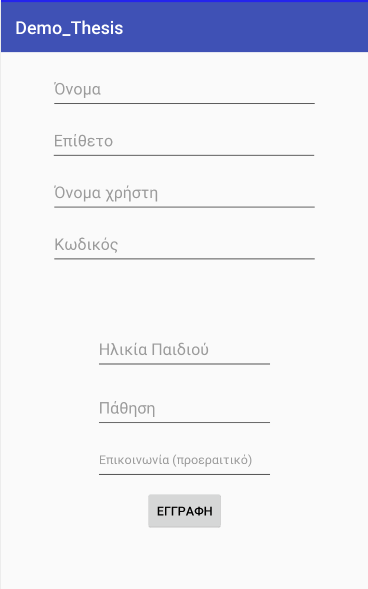 Demo_Thesis
Όνομα
Επίθετο
Όνομα χρήστη
Κωδικός
Ηλικία Παιδιού
Πάθηση
Επικοινωνία (προεραιτικό)
ΕΓΓΡΑΦΗ